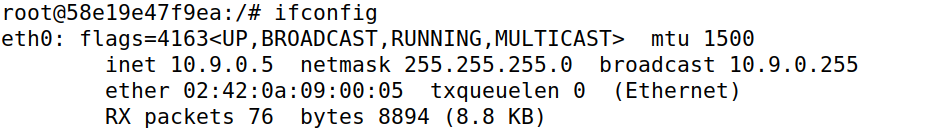 root@58e19e47f9ea:/# ifconfig
eth0: flags=4163<UP,BROADCAST,RUNNING,MULTICAST>  mtu 1500
        inet 10.9.0.5  netmask 255.255.255.0  broadcast 10.9.0.255
        ether 02:42:0a:09:00:05  txqueuelen 0  (Ethernet)
        RX packets 76  bytes 8894 (8.8 KB)